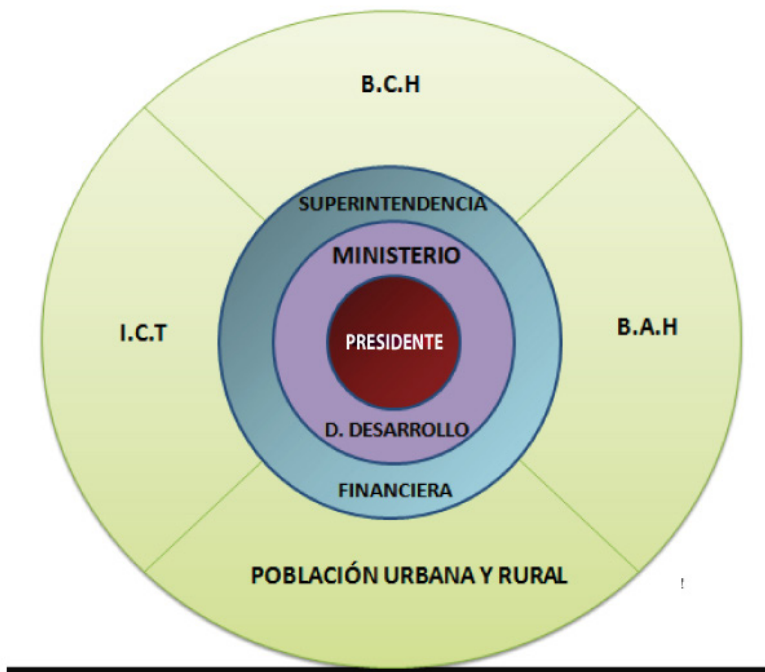 B.C.H
SUPERINTENDENCIA
MINISTERIO
I.C.T
PRESIDENTE
B.A.H
D. DESARROLLO
FINANCIERA
POBLACIÓN URBANA Y RURAL